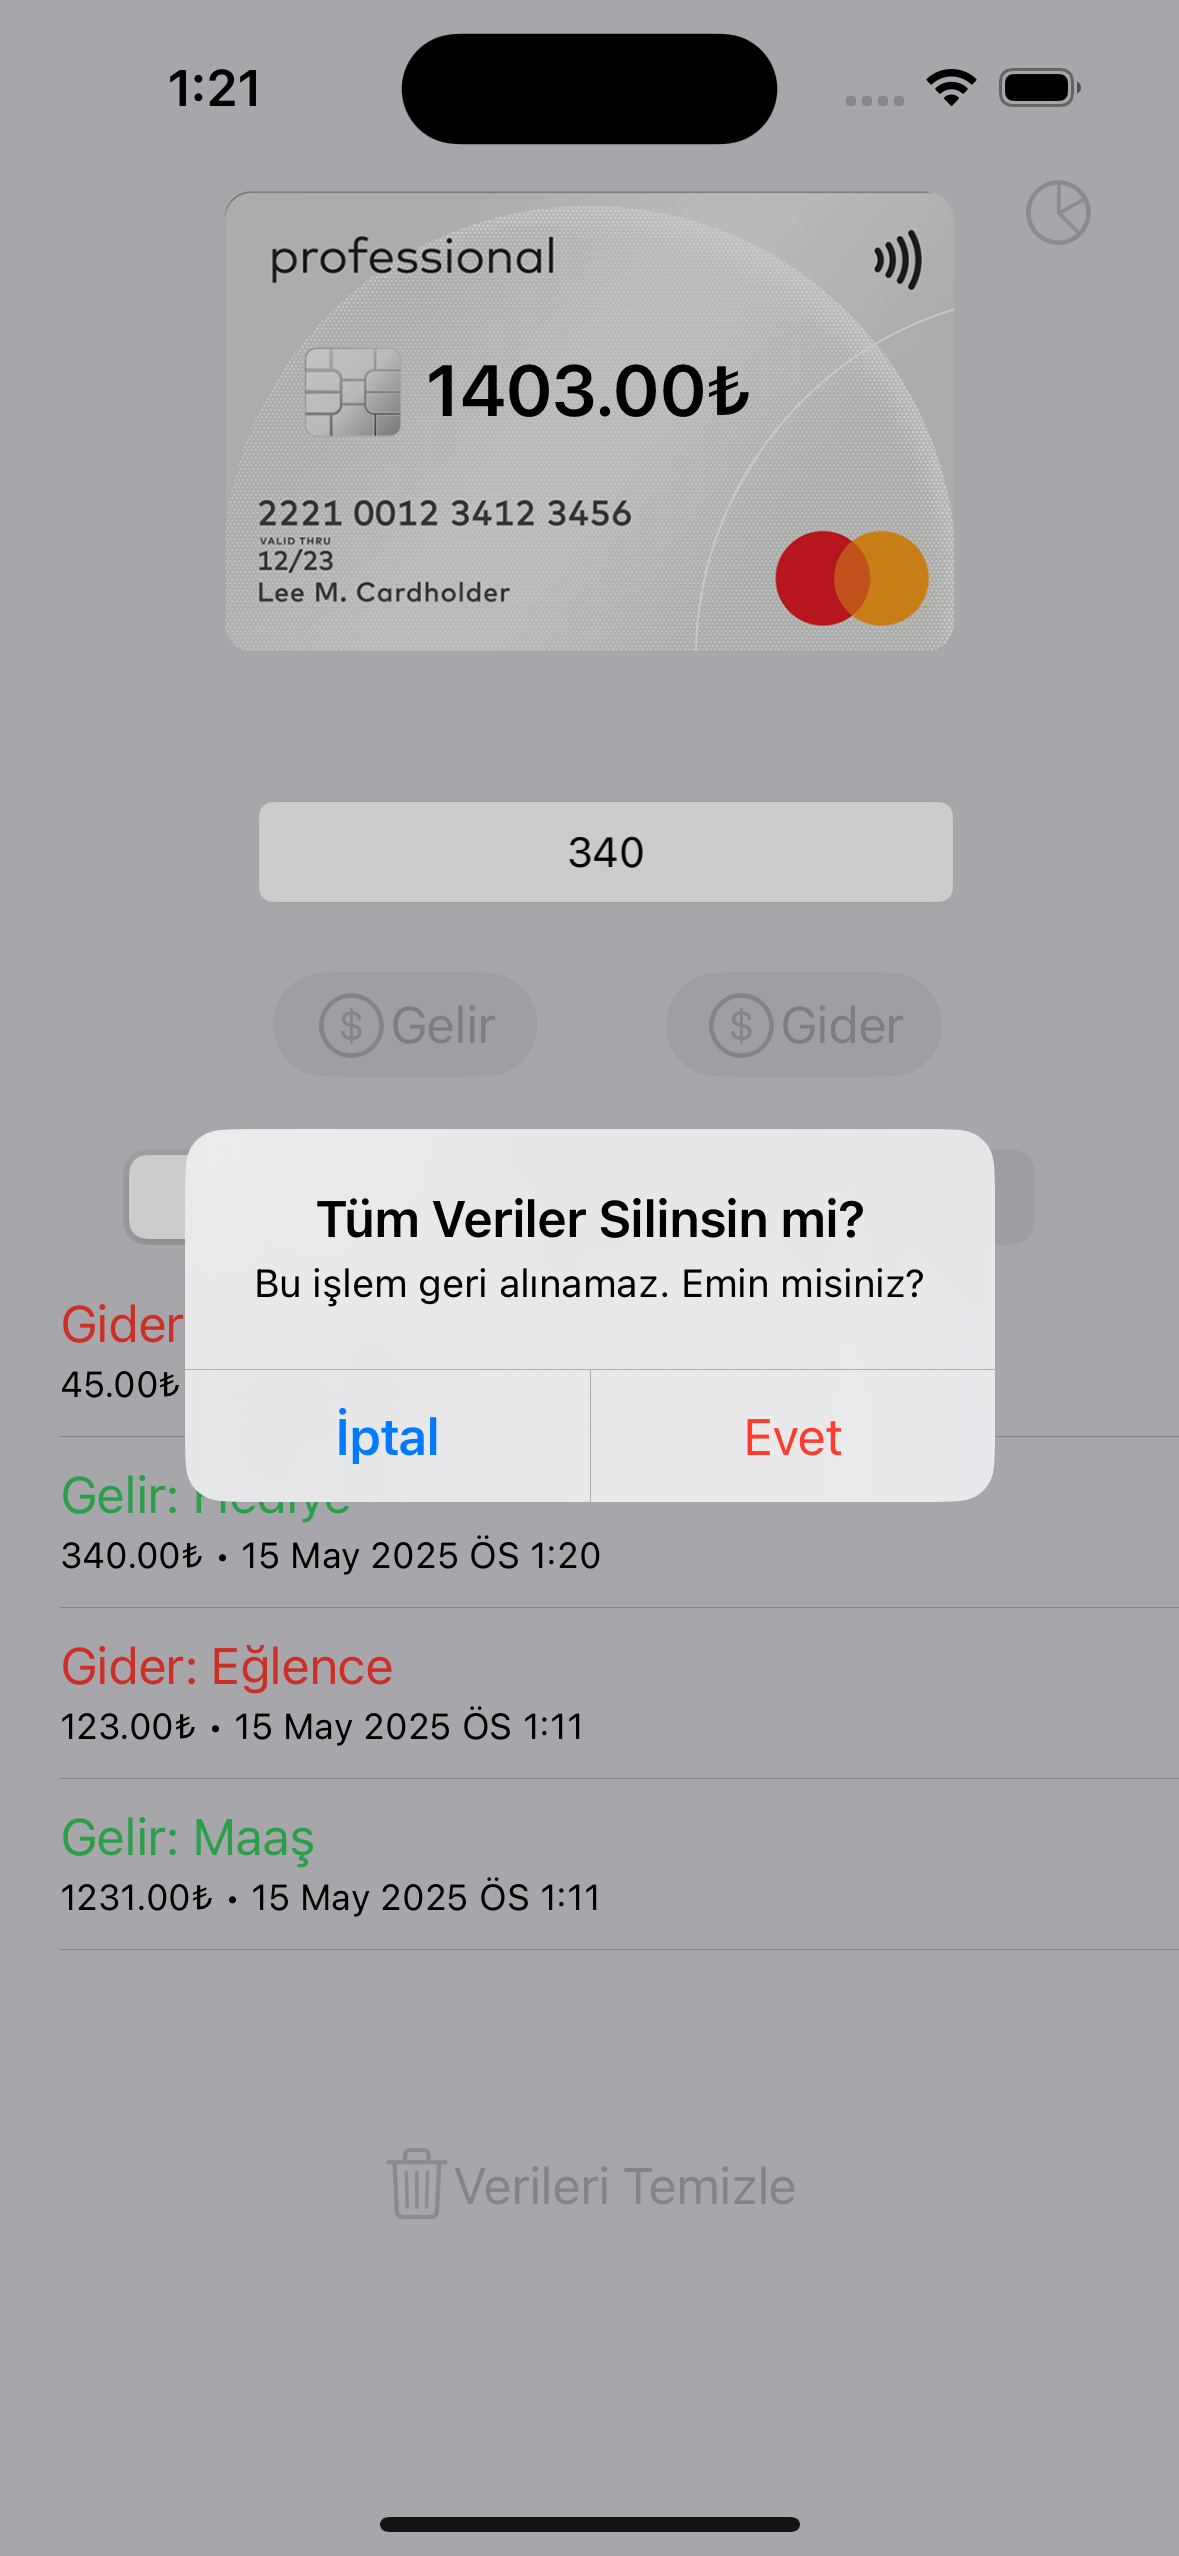 1:21
professional
1403.00₺
2221 0012 3412 3456
VALID THRU
12/23
Lee M. Cardholder
340
$ Gelir
$ Gider
Tüm Veriler Silinsin mi?
Bu işlem geri alınamaz. Emin misiniz?
İptal
Evet
Gider
45.00₺
Gelir: Hediye
340.00₺ • 15 May 2025 ÖS 1:20
Gider: Eğlence
123.00₺ • 15 May 2025 ÖS 1:11
Gelir: Maaş
1231.00₺ • 15 May 2025 ÖS 1:11
Verileri Temizle